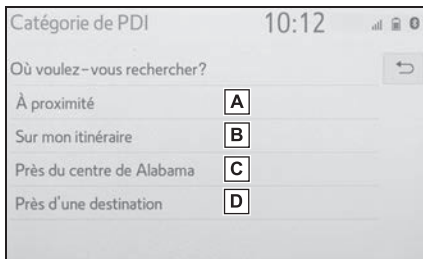 Catégorie de PDI 10:12
Où voulez-vous rechercher?
À proximité A
Sur mon itinéraire B
Près du centre de Alabama C
Près d'une destination D